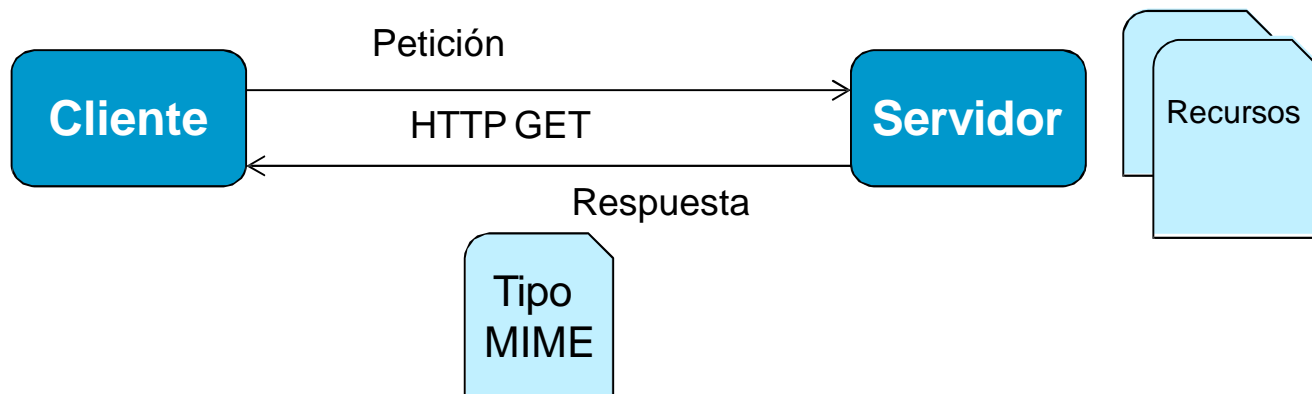 Petición
Cliente
HTTP GET
Servidor
Recursos
Respuesta
Tipo
MIME